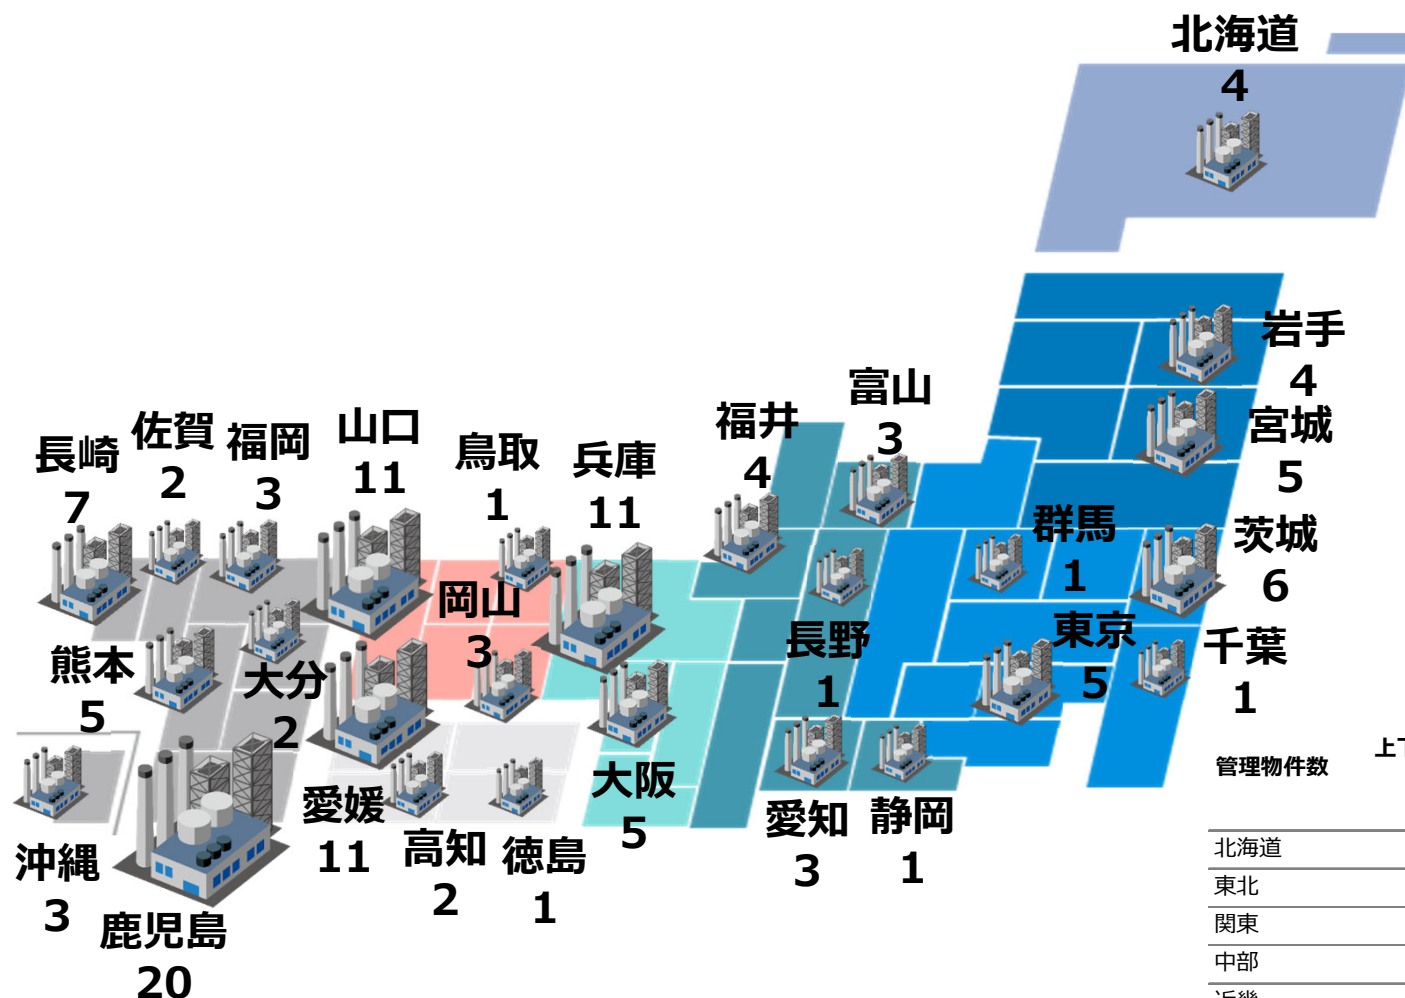 北海道
4
岩手
4
富山
3
宮城
5
福井
4
山口
11
佐賀
2
福岡
3
長崎
7
鳥取
1
兵庫
11
群馬
1
茨城
6
岡山
3
東京
5
千葉
1
長野
1
熊本
5
大分
2
管理物件数
大阪
5
愛媛
11
愛知
3
静岡
1
高知
2
徳島
1
沖縄
3
鹿児島
20
北海道
東北
関東
中部